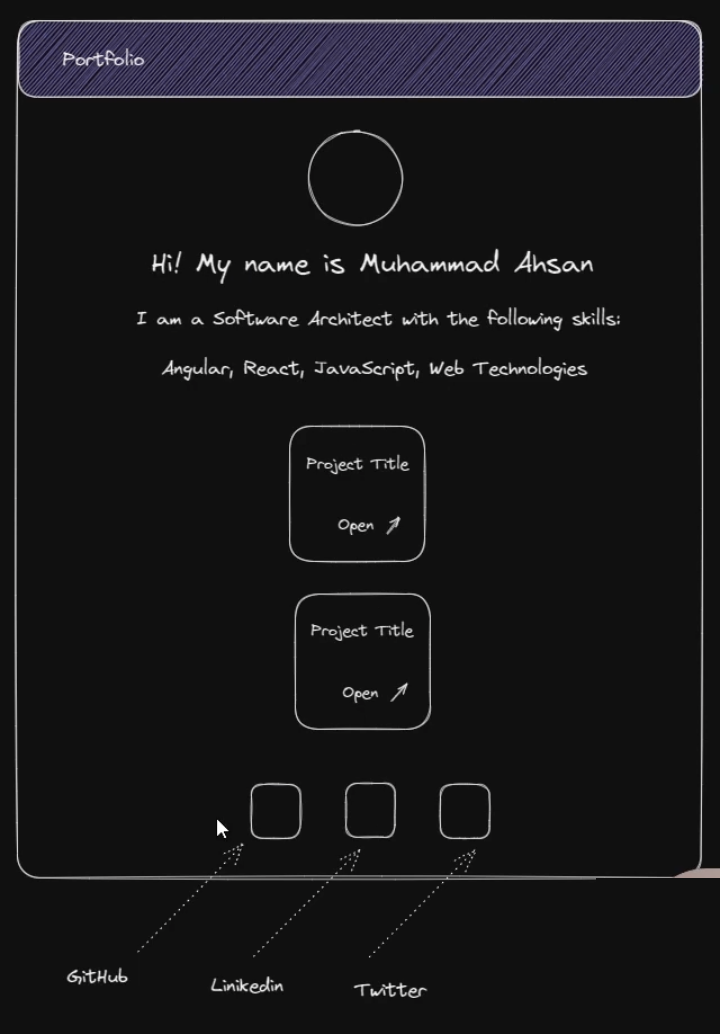 Portfolio
Hi! My name is Muhammad Ahsan
I am a Software Architect with the following skills:
Angular, React, JavaScript, Web Technologies
Project Title
Open
Project Title
Open
GitHub
Linikedin
Twitter